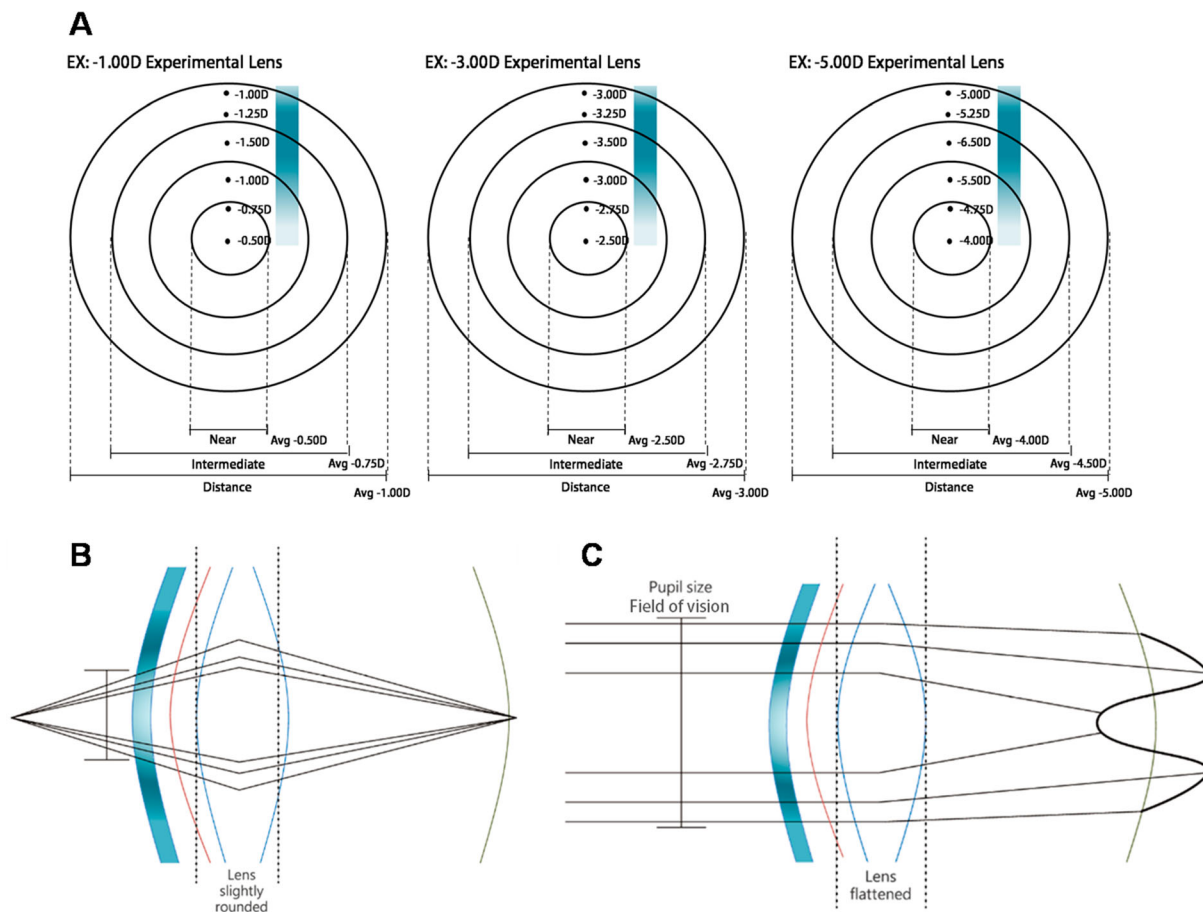 A
EX: -1.00D Experimental Lens
-1.00D
-1.25D
-1.50D
-1.00D
-0.75D
-0.50D
Near
Avg -0.50D
Intermediate
Avg -0.75D
Distance
Avg -1.00D
EX: -3.00D Experimental Lens
-3.00D
-3.25D
-3.50D
-3.00D
-2.75D
-2.50D
Near
Avg -2.50D
Intermediate
Avg -2.75D
Distance
Avg -3.00D
EX: -5.00D Experimental Lens
-5.00D
-5.25D
-6.50D
-5.50D
-4.75D
-4.00D
Near
Avg -4.00D
Intermediate
Avg -4.50D
Distance
Avg -5.00D
B
Lens
slightly
rounded
C
Pupil size
Field of vision
Lens
flattened